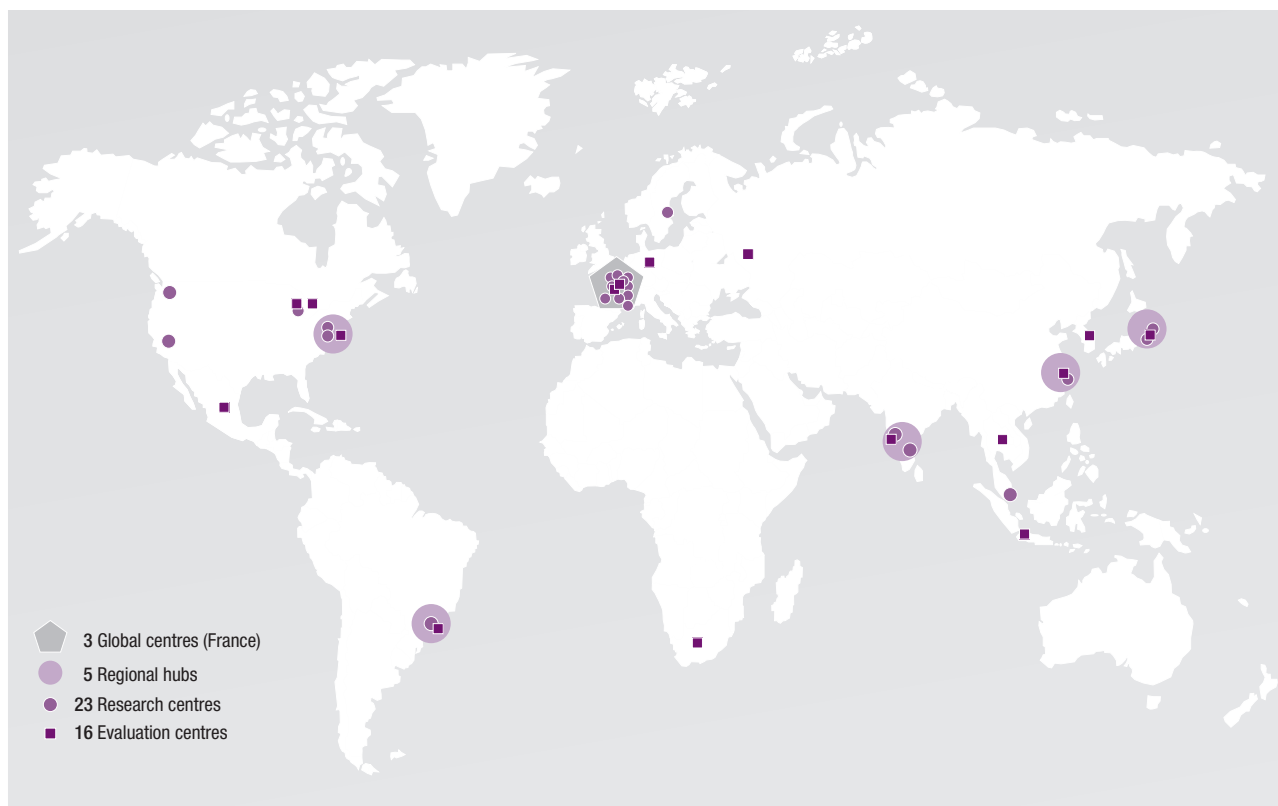 3 Global centres (France)
5 Regional hubs
23 Research centres
16 Evaluation centres